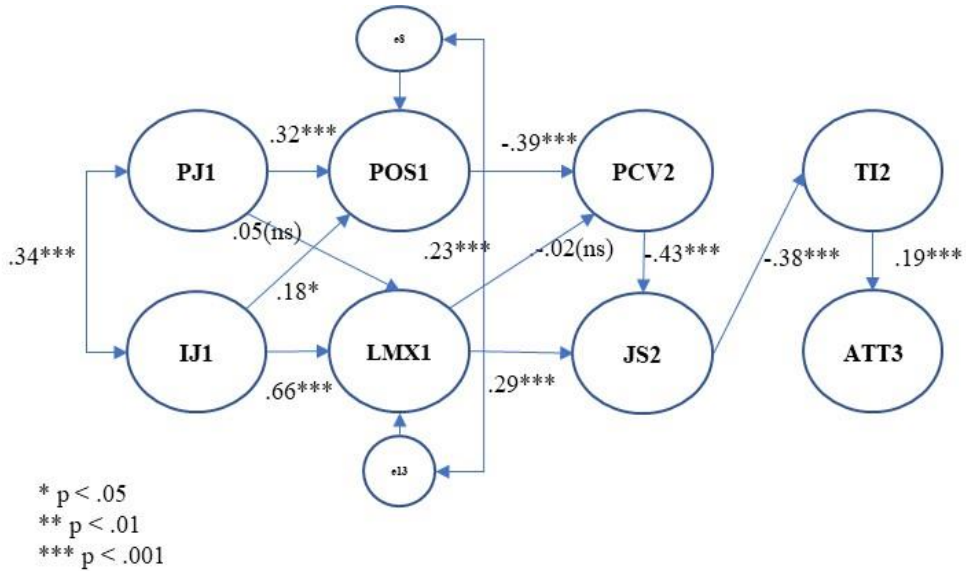 e8
.32***
-.39***
PJ1
POS1
PCV2
TI2
.05(ns)
.23***
-.02(ns)
-.43***
-.38***
.19***
.34***
.18*
IJ1
LMX1
JS2
ATT3
.66***
.29***
e13
* p < .05
** p < .01
*** p < .001